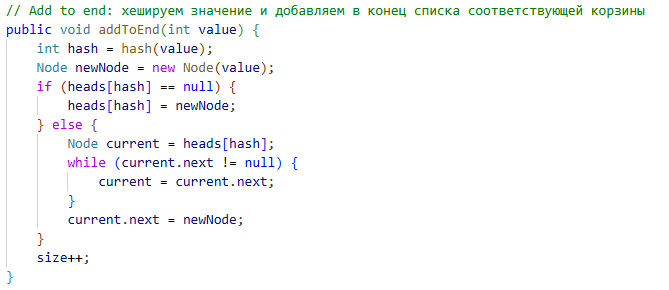 // Add to end: хешируем значение и добавляем в конец списка соответствующей корзины
public void addToEnd(int value) {
    int hash = hash(value);
    Node newNode = new Node(value);
    if (heads[hash] == null) {
        heads[hash] = newNode;
    } else {
        Node current = heads[hash];
        while (current.next != null) {
            current = current.next;
        }
        current.next = newNode;
    }
    size++;
}